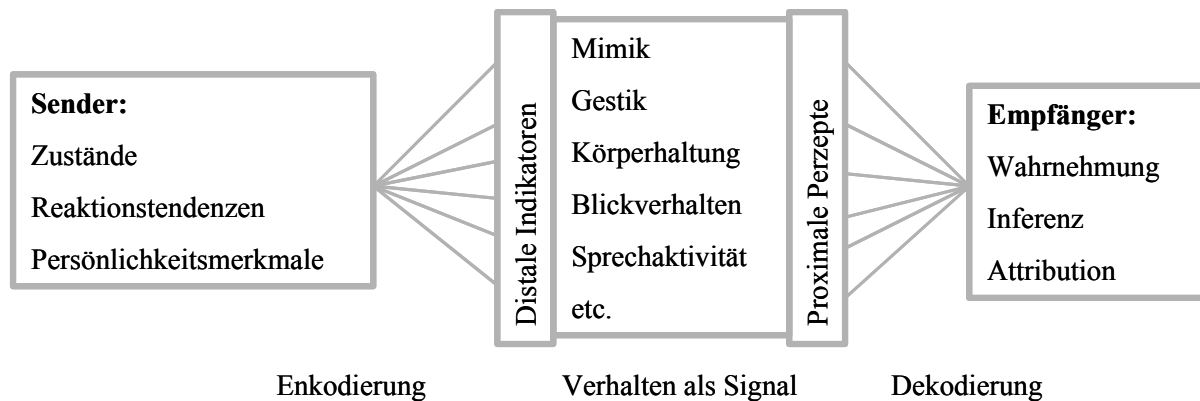 Sender:
Zustände
Reaktionstendenzen
Persönlichkeitsmerkmale
Distale Indikatoren
Mimik
Gestik
Körperhaltung
Blickverhalten
Sprechaktivität
etc.
Proximale Perzepte
Empfänger:
Wahrnehmung
Inferenz
Attribution
Enkodierung
Verhalten als Signal
Dekodierung